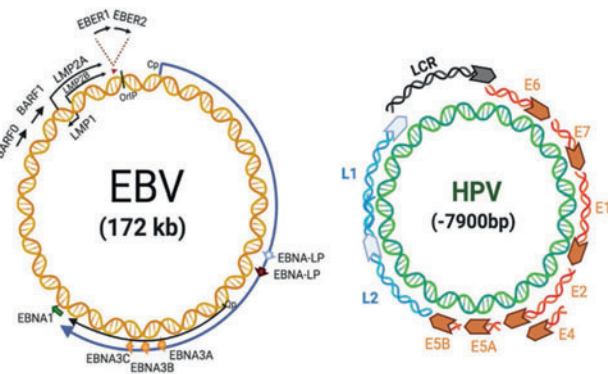 EBER1
EBER2
LMP2A
LMP2B
BARF1
BARF0
LMP1
OriP
Cp
EBV
(172 kb)
EBNA-LP
EBNA-LP
Qp
EBNA1
EBNA3C
EBNA3B
EBNA3A
LCR
E6
E7
E1
E2
E4
E5A
E5B
L2
L1
HPV
(-7900bp)